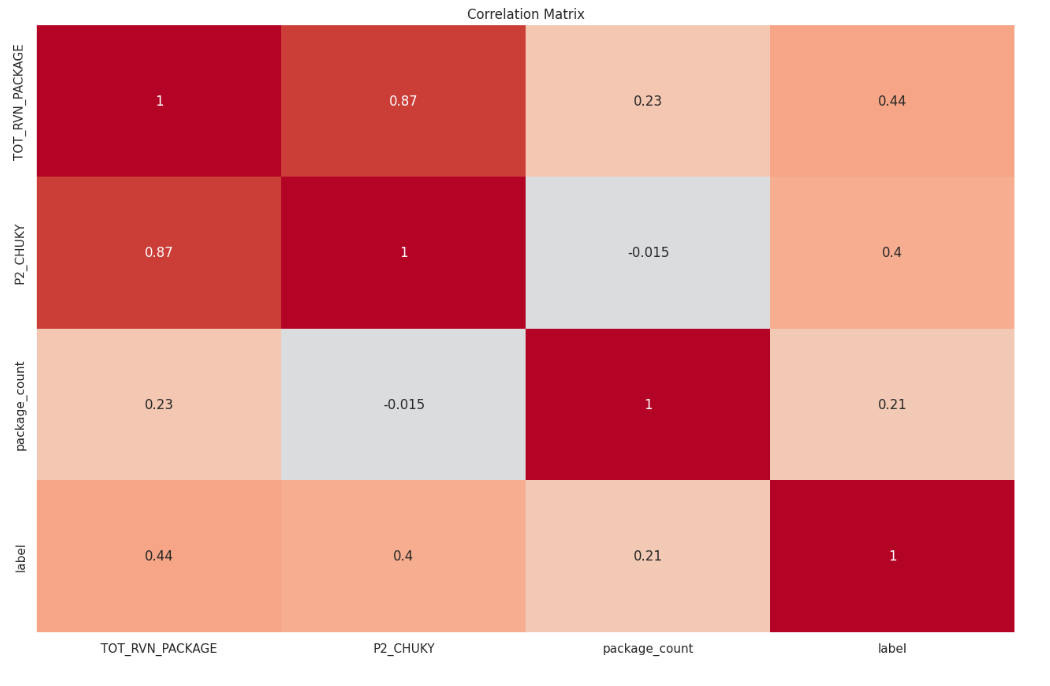 Correlation Matrix
TOT_RVN_PACKAGE
1
0.87
0.23
0.44
P2_CHUKY
0.87
1
-0.015
0.4
package_count
0.23
-0.015
1
0.21
label
0.44
0.4
0.21
1
TOT_RVN_PACKAGE
P2_CHUKY
package_count
label